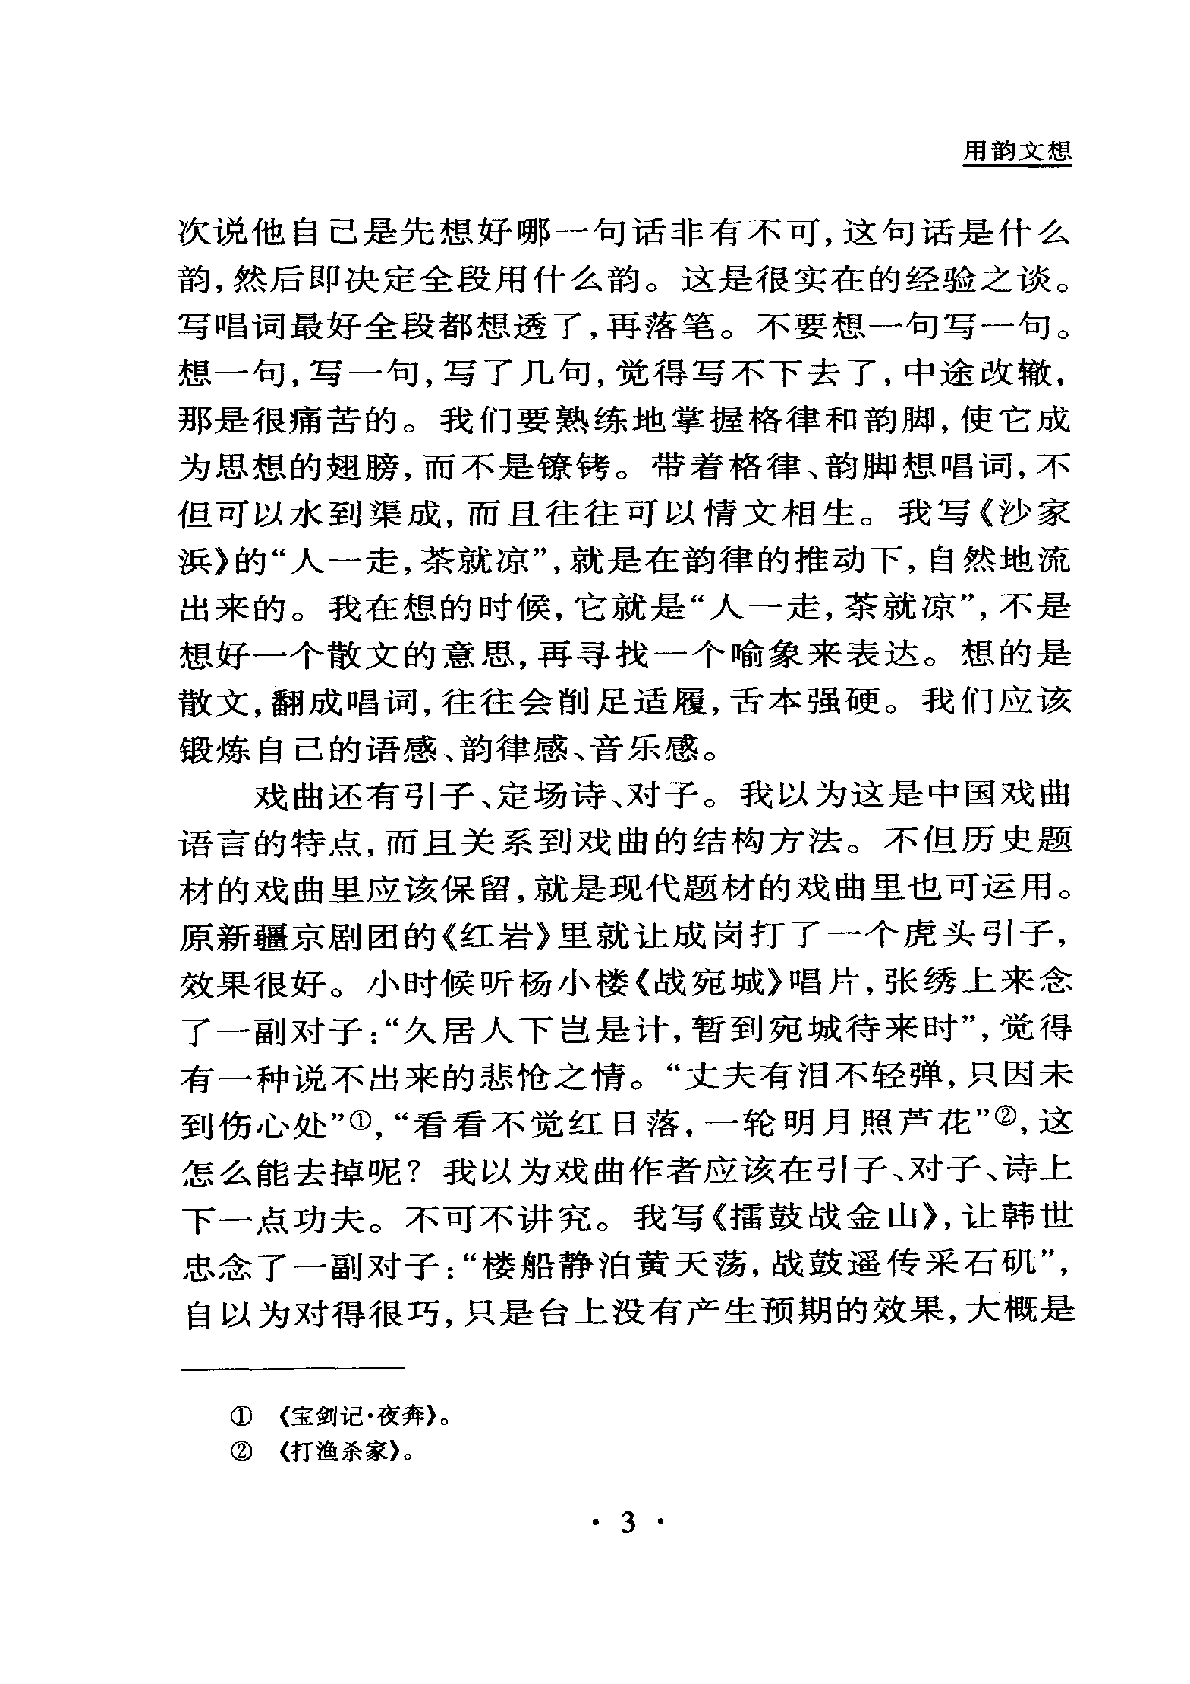 用韵文想
次说他自己是先想好哪一句话非有不可，这句话是什么
韵，然后即决定全段用什么韵。这是很实在的经验之谈。
写唱词最好全段都想透了，再落笔。不要想一句写一句。
想一句，写一句，写了几句，觉得写不下去了，中途改辙，
那是很痛苦的。我们要熟练地掌握格律和韵脚，使它成
为思想的翅膀，而不是镣铐。带着格律、韵脚想唱词，不
但可以水到渠成，而且往往可以情文相生。我写《沙家
浜》的“人一走，茶就凉”，就是在韵律的推动下，自然地流
出来的。我在想的时候，它就是“人一走，茶就凉”，不是
想好一个散文的意思，再寻找一个喻象来表达。想的是
散文，翻成唱词，往往会削足适履，舌本强硬。我们应该
锻炼自己的语感、韵律感、音乐感。
戏曲还有引子、定场诗、对子。我以为这是中国戏曲
语言的特点，而且关系到戏曲的结构方法。不但历史题
材的戏曲里应该保留，就是现代题材的戏曲里也可运用。
原新疆京剧团的《红岩》里就让成岗打了一个虎头引子，
效果很好。小时候听杨小楼《战宛城》唱片，张绣上来念
了一副对子：“久居人下岂是计，暂到宛城待来时”，觉得
有一种说不出来的悲怆之情。“丈夫有泪不轻弹，只因未
到伤心处”①，“看看不觉红日落，一轮明月照芦花”②，这
怎么能去掉呢？我以为戏曲作者应该在引子、对子、诗上
下一点功夫。不可不讲究。我写《擂鼓战金山》，让韩世
忠念了一副对子：“楼船静泊黄天荡，战鼓遥传采石矶”，
自以为对得很巧，只是台上没有产生预期的效果，大概是
① 《宝剑记·夜奔》。
② 《打渔杀家》。
· 3 ·